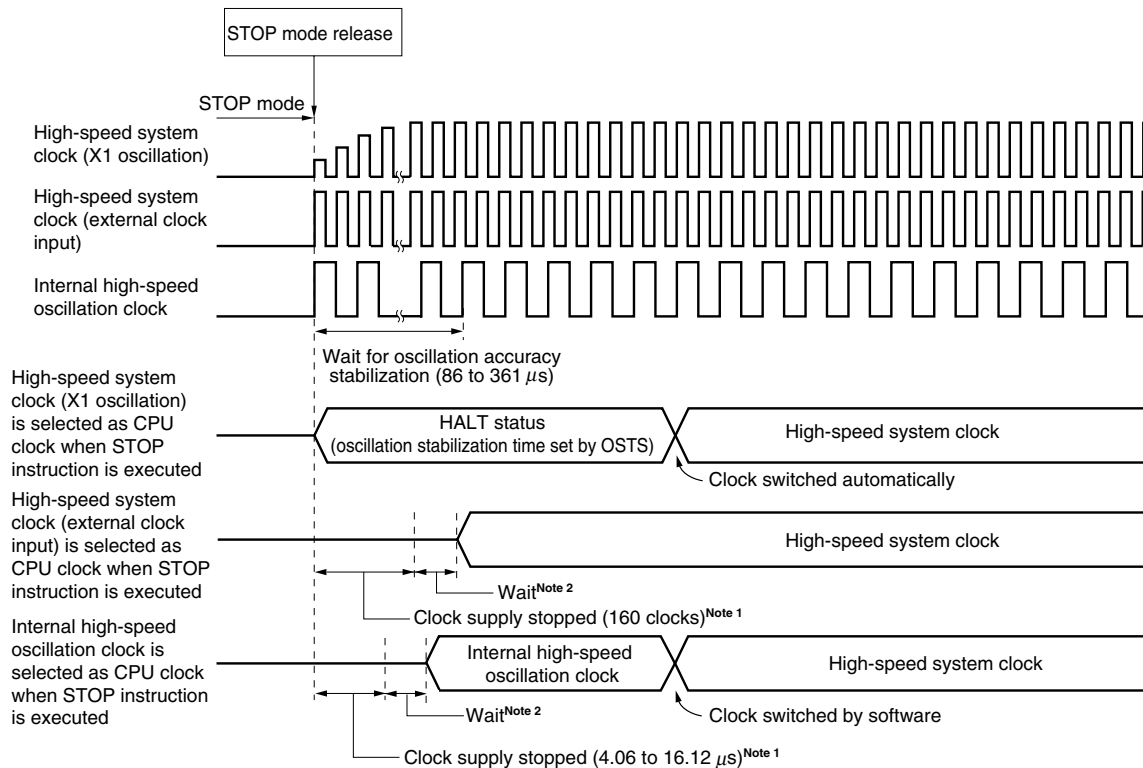 STOP mode release
STOP mode
High-speed system
clock (X1 oscillation)
High-speed system
clock (external clock
input)
Internal high-speed
oscillation clock
Wait for oscillation accuracy
stabilization (86 to 361 μs)
High-speed system
clock (X1 oscillation)
is selected as CPU
clock when STOP
instruction is executed
HALT status
(oscillation stabilization time set by OSTS)
High-speed system clock
Clock switched automatically
High-speed system
clock (external clock
input) is selected as
CPU clock when STOP
instruction is executed
High-speed system clock
Wait Note 2
Clock supply stopped (160 clocks) Note 1
Internal high-speed
oscillation clock is
selected as CPU clock
when STOP instruction
is executed
Internal high-speed
oscillation clock
High-speed system clock
Wait Note 2
Clock switched by software
Clock supply stopped (4.06 to 16.12 μs) Note 1